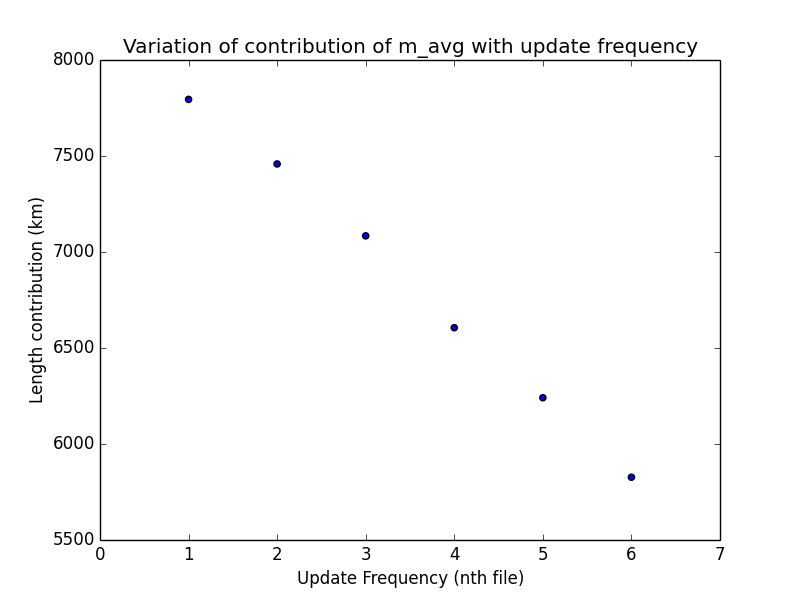 Variation of contribution of m_avg with update frequency
8000
7500
7000
6500
6000
5500
Length contribution (km)
0 1 2 3 4 5 6 7
Update Frequency (nth file)